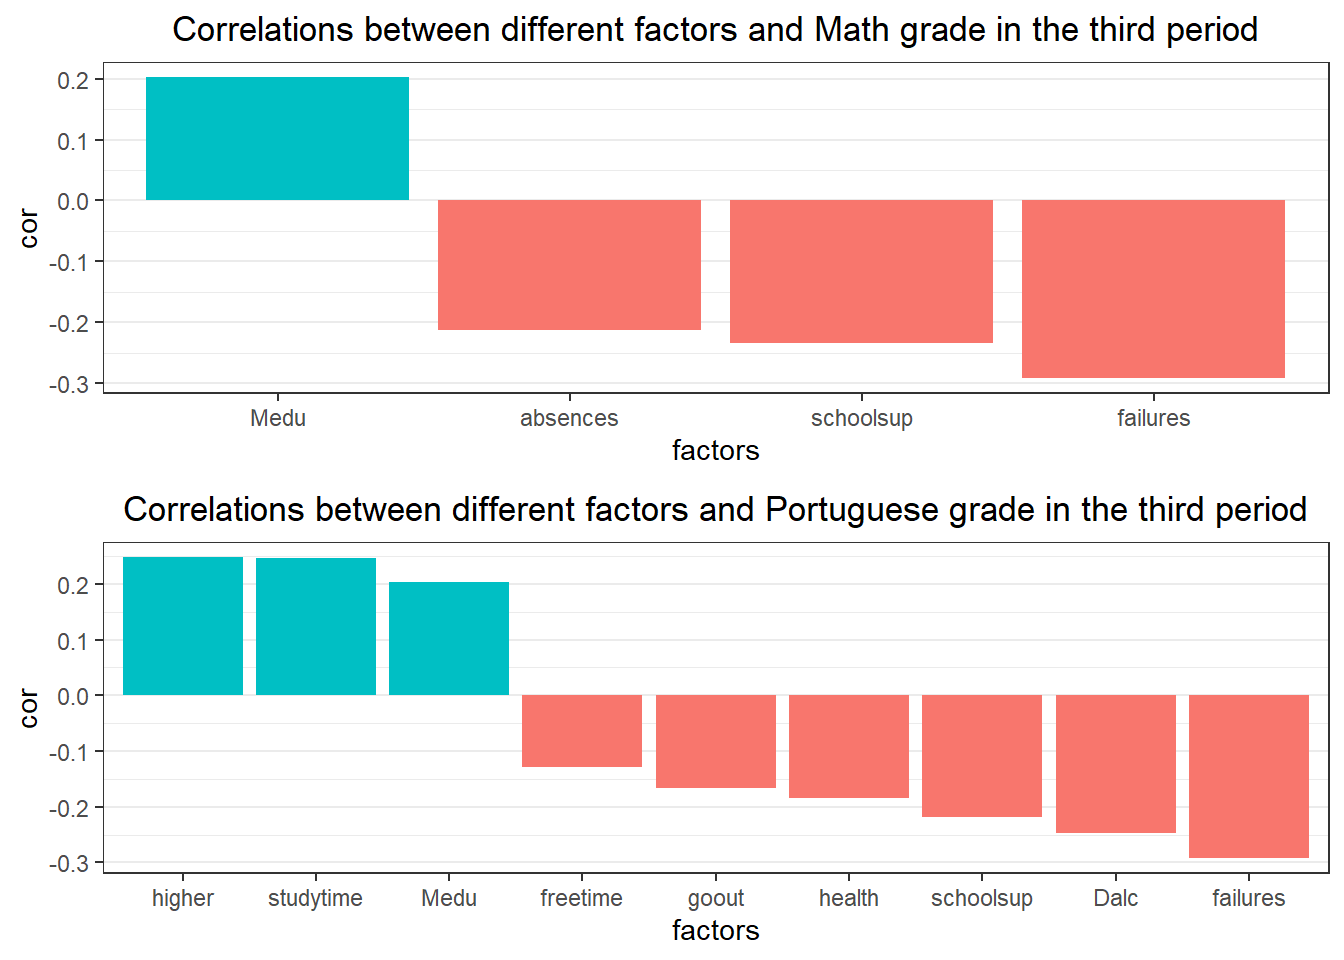 Correlations between different factors and Math grade in the third period
0.2
0.1
0.0
-0.1
-0.2
-0.3
cor
Medu absences schoolsup failures
factors
Correlations between different factors and Portuguese grade in the third period
0.2
0.1
0.0
-0.1
-0.2
-0.3
cor
higher studytime Medu freetime goout health schoolsup Dalc failures
factors